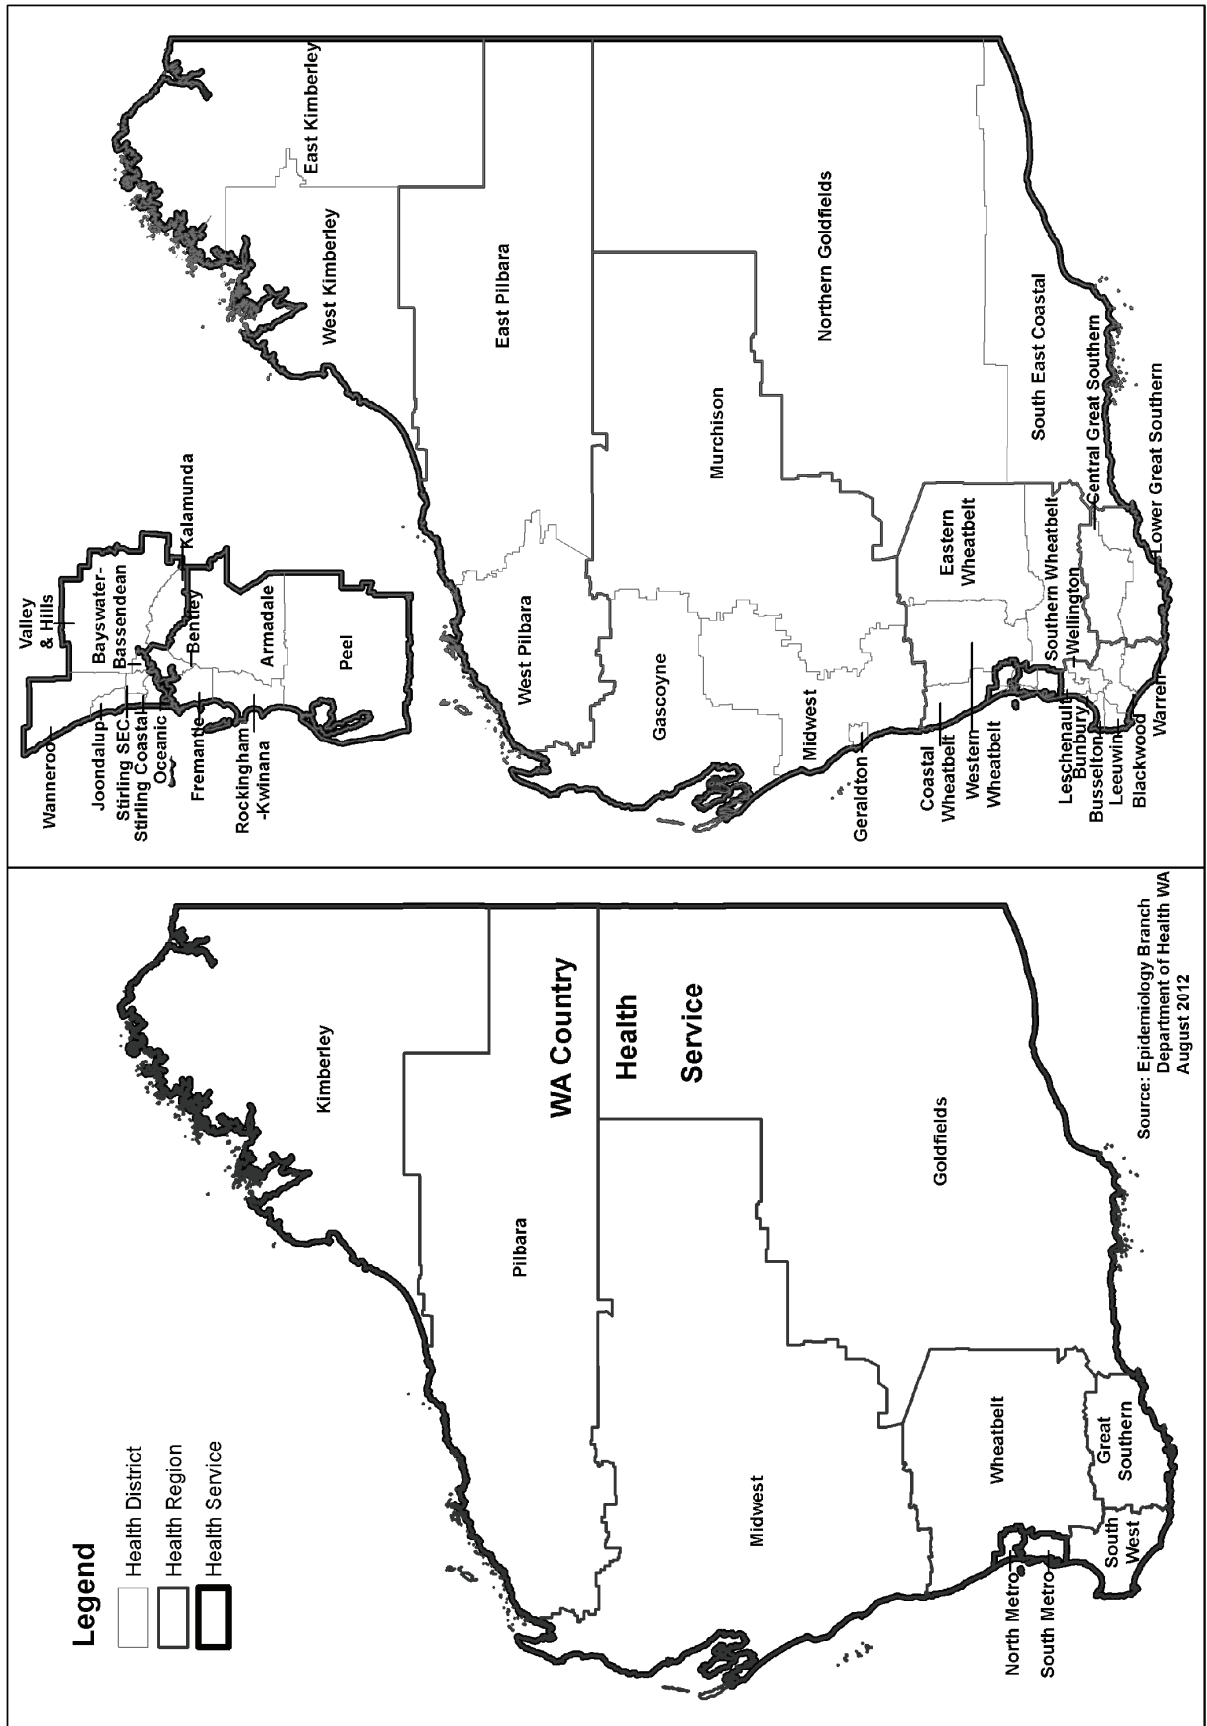 Legend
Health District
Health Region
Health Service
Kimberley
Pilbara
WA Country
Health
Service
Midwest
Goldfields
Wheatbelt
North Metro
South Metro
Great
Southern
South
West
Source: Epidemiology Branch
Department of Health WA
August 2012
Wanneroo
Valley
& Hills
Joondalup
Bayswater-
Bassendean
Stirling SEC
Stirling Coastal
Oceanic
Kalamunda
Bentley
Fremantle
Rockingham
-Kwinana
Armadale
Peel
East Kimberley
West Kimberley
East Pilbara
West Pilbara
Gascoyne
Murchison
Midwest
Geraldton
Northern Goldfields
Coastal
Wheatbelt
Western
Wheatbelt
Eastern
Wheatbelt
South East Coastal
Southern Wheatbelt
Wellington
Leschenault
Bunbury
Busselton
Leeuwin
Blackwood
Warren
Central Great Southern
Lower Great Southern